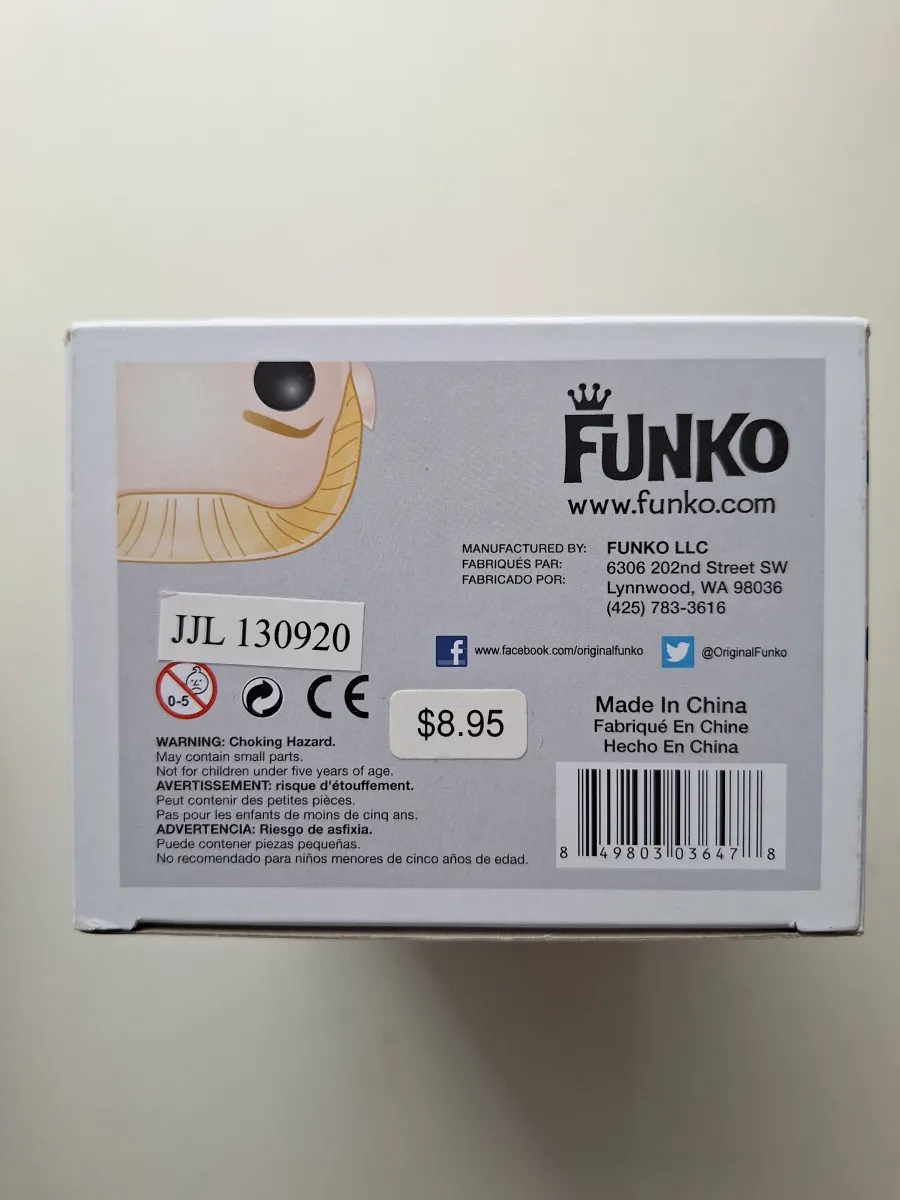 FUNKO
www.funko.com
MANUFACTURED BY: FUNKO LLC
FABRIQUÉS PAR: 6306 202nd Street SW
FABRICADO POR: Lynnwood, WA 98036
(425) 783-3616
JJL 130920
www.facebook.com/originalfunko @OriginalFunko
0-5 CE
$8.95
Made In China
Fabriqué En Chine
Hecho En China
WARNING: Choking Hazard.
May contain small parts.
Not for children under five years of age.
AVERTISSEMENT: risque d'étouffement.
Peut contenir des petites pièces.
Pas pour les enfants de moins de cinq ans.
ADVERTENCIA: Riesgo de asfixia.
Puede contener piezas pequeñas.
No recomendado para niños menores de cinco años de edad.
8 49803 03647 8